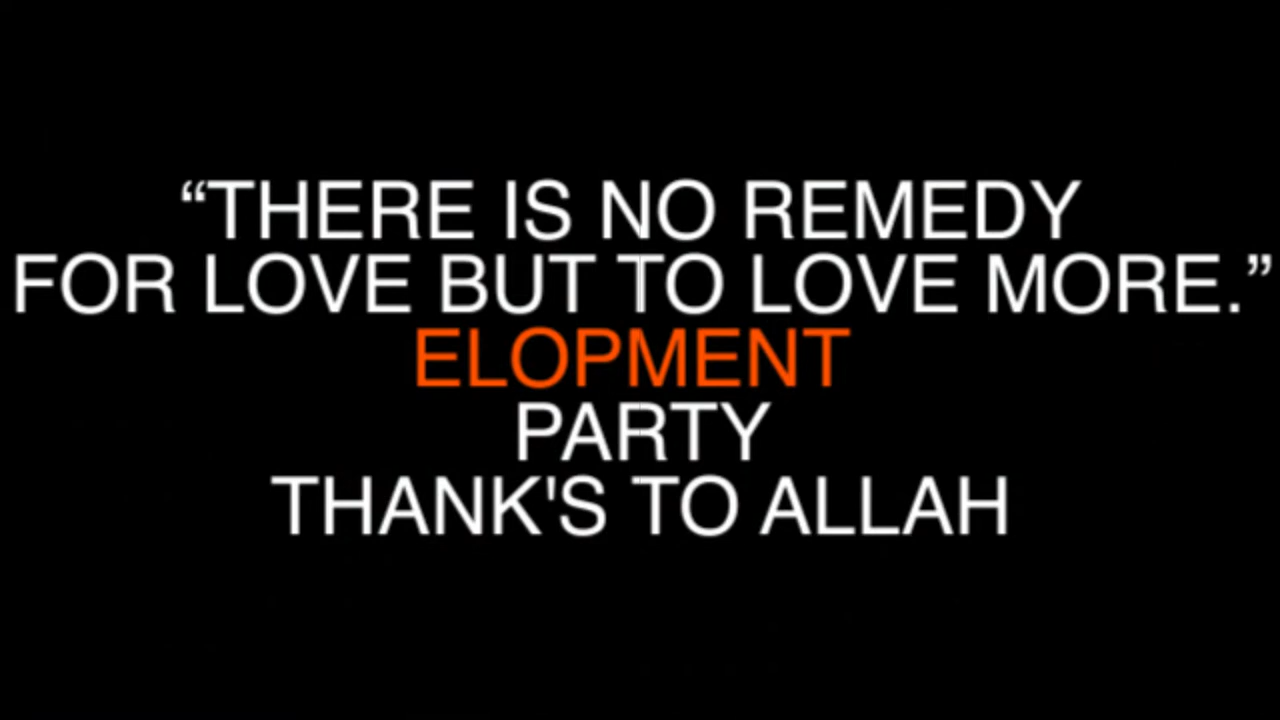 “THERE IS NO REMEDY
FOR LOVE BUT TO LOVE MORE.”
ELOPMENT
PARTY
THANK'S TO ALLAH